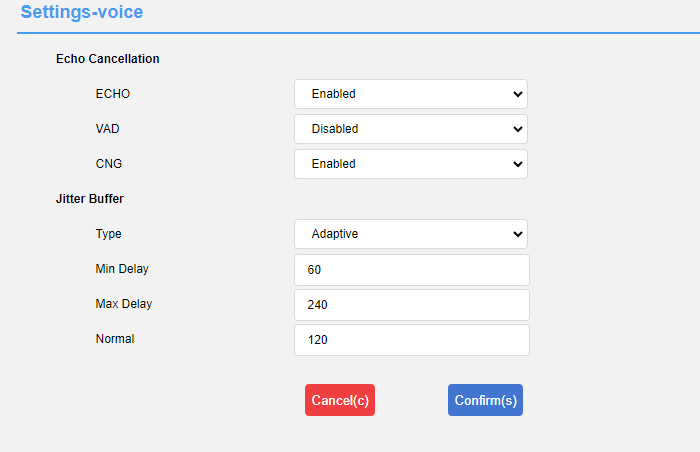 Settings-voice
Echo Cancellation
ECHO Enabled
VAD Disabled
CNG Enabled
Jitter Buffer
Type Adaptive
Min Delay 60
Max Delay 240
Normal 120
Cancel(c) Confirm(s)